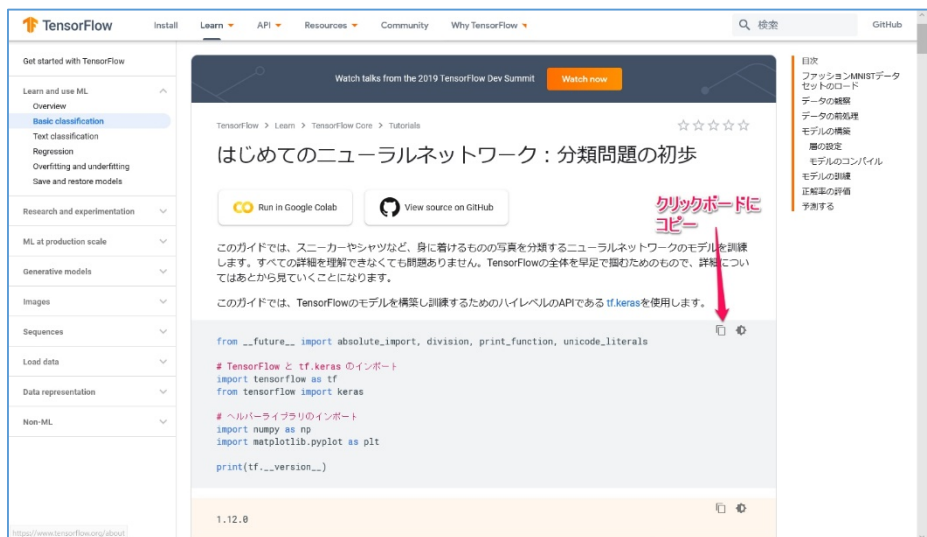 TensorFlow
Install
Learn
API
Resources
Community
Why TensorFlow
検索
GitHub
Get started with TensorFlow
Learn and use ML
Overview
Basic classification
Text classification
Regression
Overfitting and underfitting
Save and restore models
Research and experimentation
ML at production scale
Generative models
Images
Sequences
Load data
Data representation
Non-ML
https://www.tensorflow.org/about
Watch talks from the 2019 TensorFlow Dev Summit
Watch now
TensorFlow > Learn > TensorFlow Core > Tutorials
はじめてのニューラルネットワーク：分類問題の初歩
Run in Google Colab
View source on GitHub
クリックボードに
コピー
このガイドでは、スニーカーやシャツなど、身に着けるものの写真を分類するニューラルネットワークのモデルを訓練
します。すべての詳細を理解できなくても問題ありません。TensorFlowの全体を早足で掴むためのもので、詳細につい
てはあとから見ていくことになります。
このガイドでは、TensorFlowのモデルを構築し訓練するためのハイレベルのAPIである tf.kerasを使用します。
from __future__ import absolute_import, division, print_function, unicode_literals
# TensorFlow と tf.keras のインポート
import tensorflow as tf
from tensorflow import keras
# ヘルパーライブラリのインポート
import numpy as np
import matplotlib.pyplot as plt
print(tf.__version__)
1.12.0
目次
ファッションMNISTデータ
セットのロード
データの観察
データの前処理
モデルの構築
層の設定
モデルのコンパイル
モデルの訓練
正解率の評価
予測する